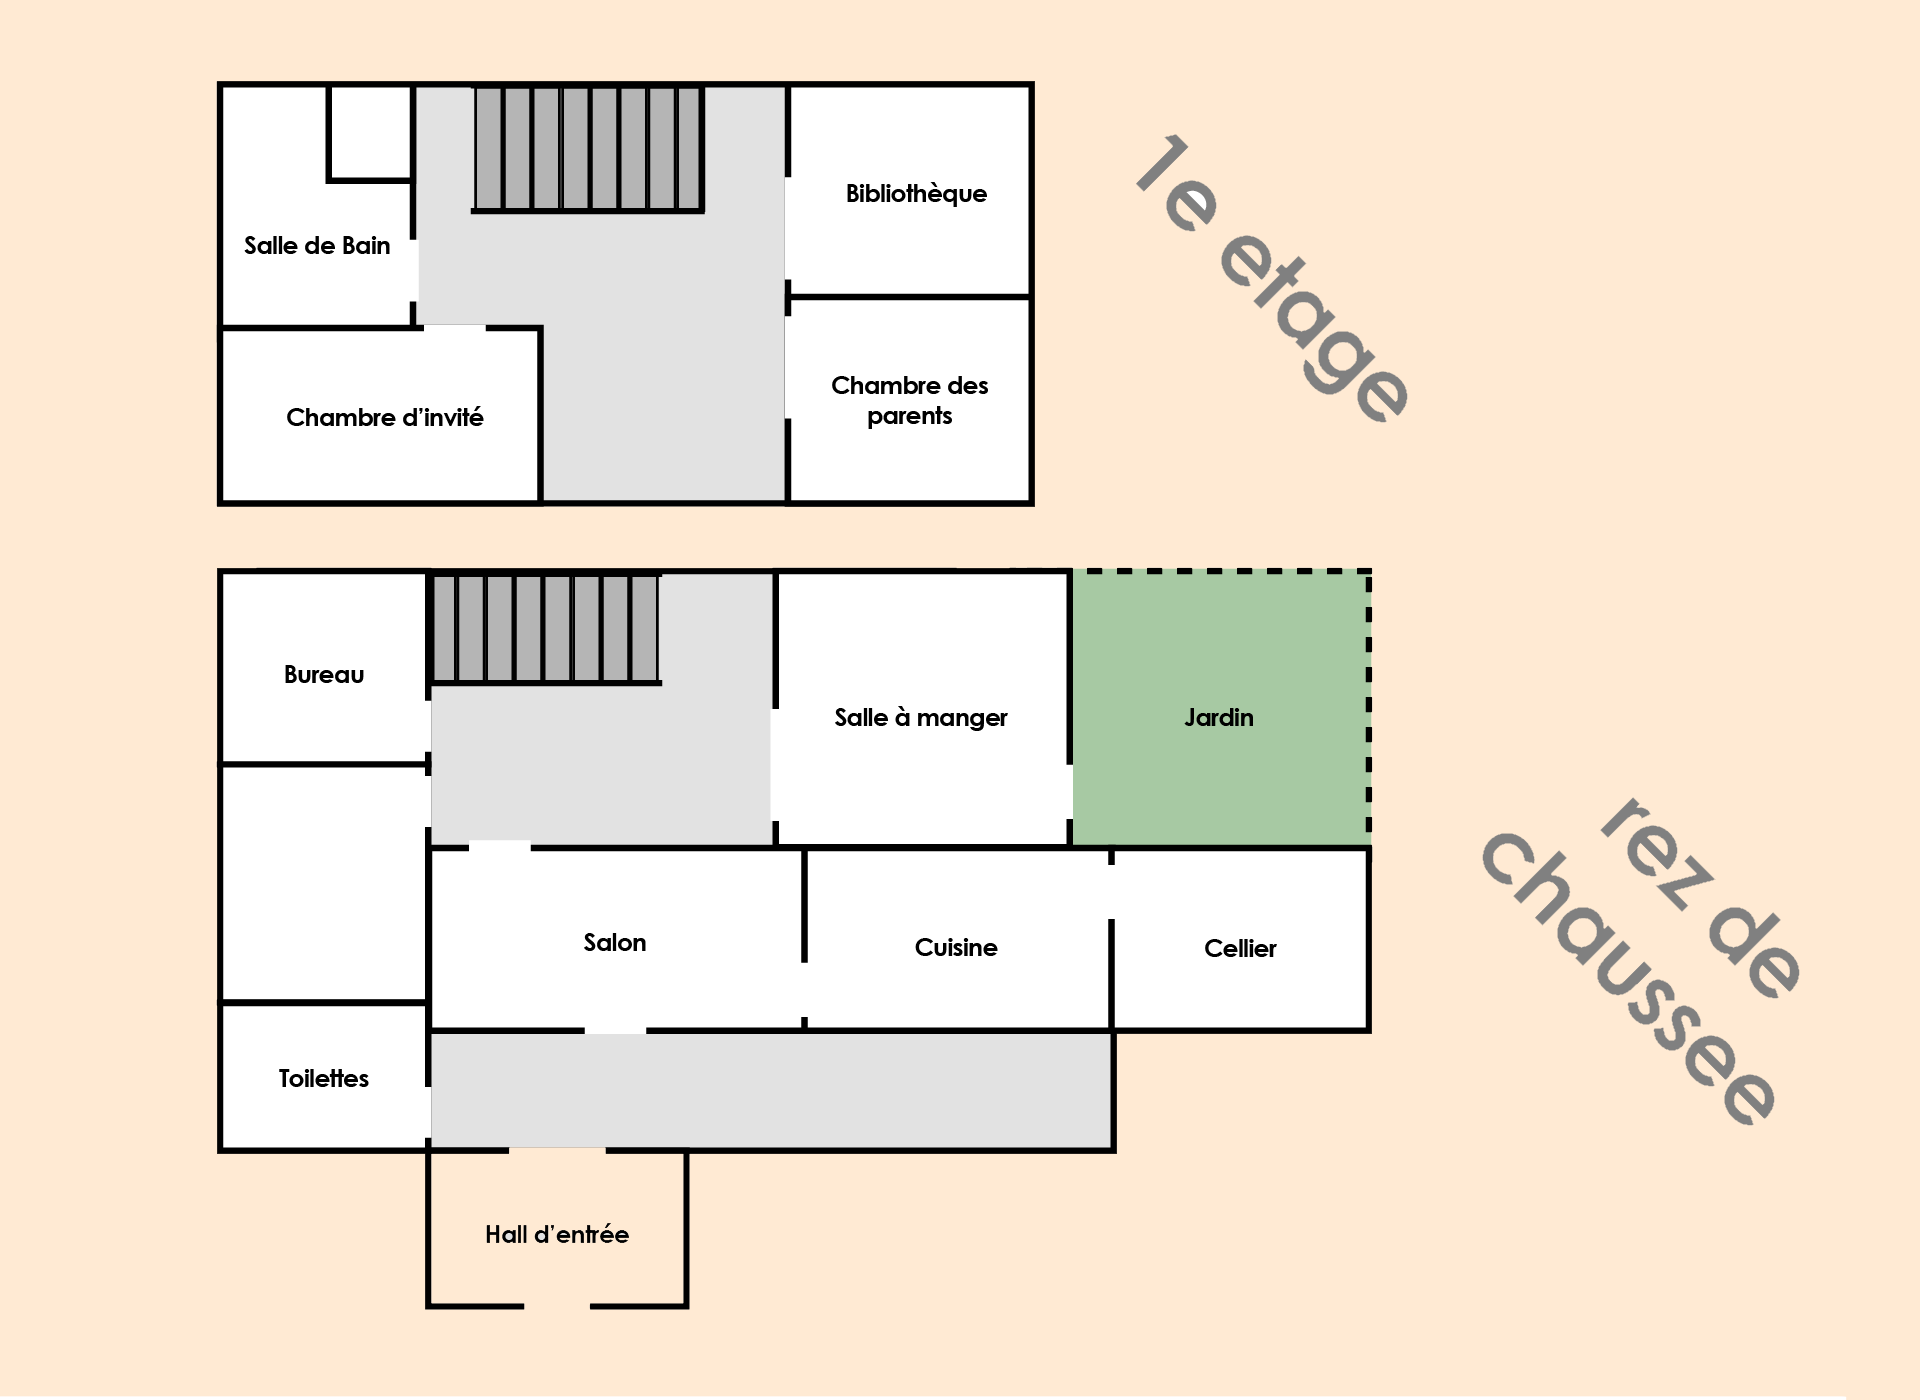 Salle de Bain
Bibliothèque
Chambre d'invité
Chambre des
parents
1e etage
Bureau
Salle à manger
Jardin
Salon
Cuisine
Cellier
Toilettes
Hall d'entrée
rez de
chaussee